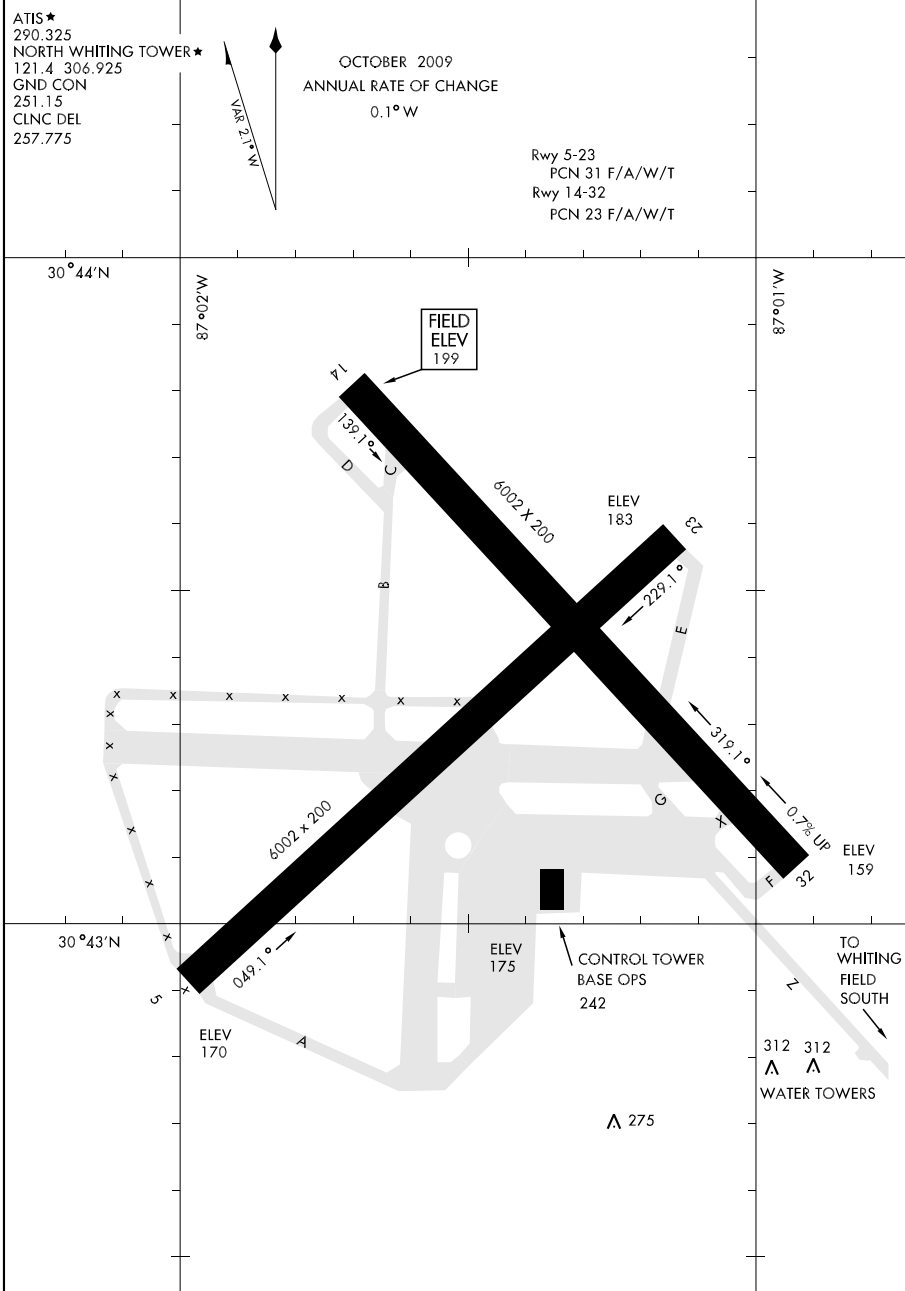 ATIS★
290.325
NORTH WHITING TOWER★
121.4 306.925
GND CON
251.15
CLNC DEL
257.775
VAR 2.1° W
OCTOBER 2009
ANNUAL RATE OF CHANGE
0.1° W
Rwy 5-23
PCN 31 F/A/W/T
Rwy 14-32
PCN 23 F/A/W/T
30°44'N
87°02'W
87°01'W
FIELD
ELEV
199
14
139.1°
D
C
6002 X 200
ELEV
183
23
229.1°
B
E
x x x x x x x
x
x
x
x
x
x
x
319.1°
0.7% UP
G
X
6002 x 200
F
32
ELEV
159
30°43'N
049.1°
5
ELEV
170
A
ELEV
175
CONTROL TOWER
BASE OPS
242
Z
TO
WHITING
FIELD
SOUTH
312 312
WATER TOWERS
275